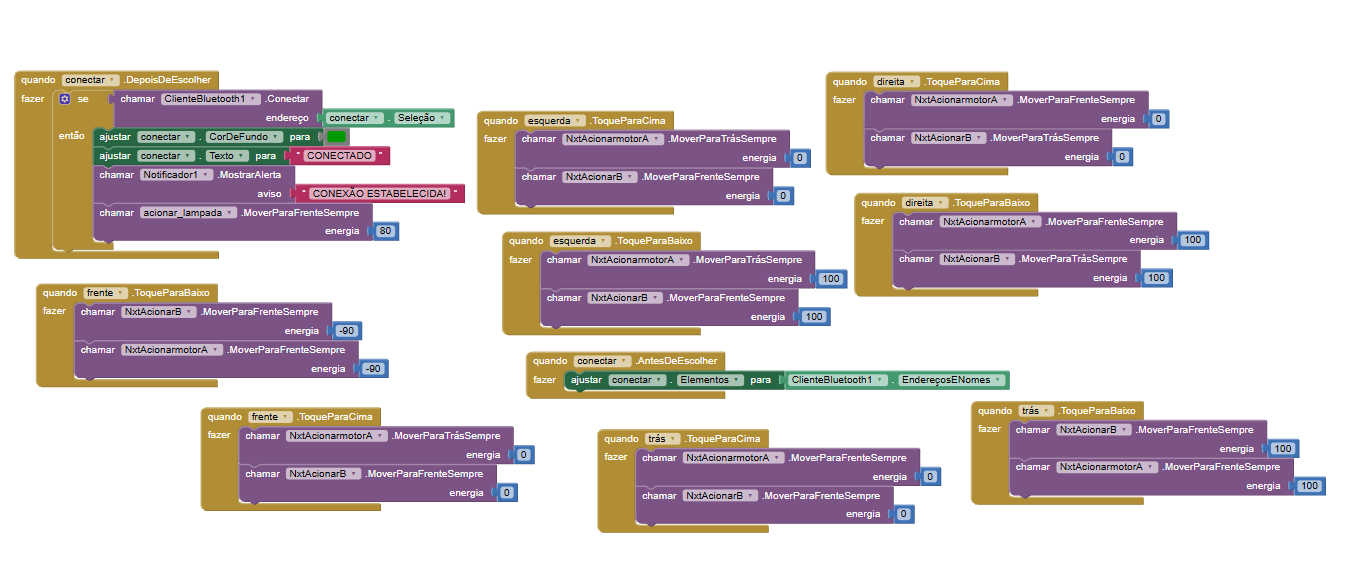 quando conectar .DepoisDeEscolher
fazer se chamar ClienteBluetooth1 .Conectar
endereço conectar . Seleção
então ajustar conectar . CorDeFundo para
ajustar conectar . Texto para " CONECTADO "
chamar Notificador1 .MostrarAlerta
aviso " CONEXÃO ESTABELECIDA! "
chamar acionar_lampada .MoverParaFrenteSempre
energia 80
quando esquerda .ToqueParaCima
fazer chamar NxtAcionarmotorA .MoverParaTrásSempre
energia 0
chamar NxtAcionarB .MoverParaFrenteSempre
energia 0
quando direita .ToqueParaCima
fazer chamar NxtAcionarmotorA .MoverParaFrenteSempre
energia 0
chamar NxtAcionarB .MoverParaTrásSempre
energia 0
quando direita .ToqueParaBaixo
fazer chamar NxtAcionarmotorA .MoverParaFrenteSempre
energia 100
chamar NxtAcionarB .MoverParaTrásSempre
energia 100
quando esquerda .ToqueParaBaixo
fazer chamar NxtAcionarmotorA .MoverParaTrásSempre
energia 100
chamar NxtAcionarB .MoverParaFrenteSempre
energia 100
quando frente .ToqueParaBaixo
fazer chamar NxtAcionarB .MoverParaFrenteSempre
energia -90
chamar NxtAcionarmotorA .MoverParaFrenteSempre
energia -90
quando conectar .AntesDeEscolher
fazer ajustar conectar . Elementos para ClienteBluetooth1 . EndereçosENomes
quando frente .ToqueParaCima
fazer chamar NxtAcionarmotorA .MoverParaTrásSempre
energia 0
chamar NxtAcionarB .MoverParaFrenteSempre
energia 0
quando trás .ToqueParaCima
fazer chamar NxtAcionarmotorA .MoverParaFrenteSempre
energia 0
chamar NxtAcionarB .MoverParaFrenteSempre
energia 0
quando trás .ToqueParaBaixo
fazer chamar NxtAcionarB .MoverParaFrenteSempre
energia 100
chamar NxtAcionarmotorA .MoverParaFrenteSempre
energia 100